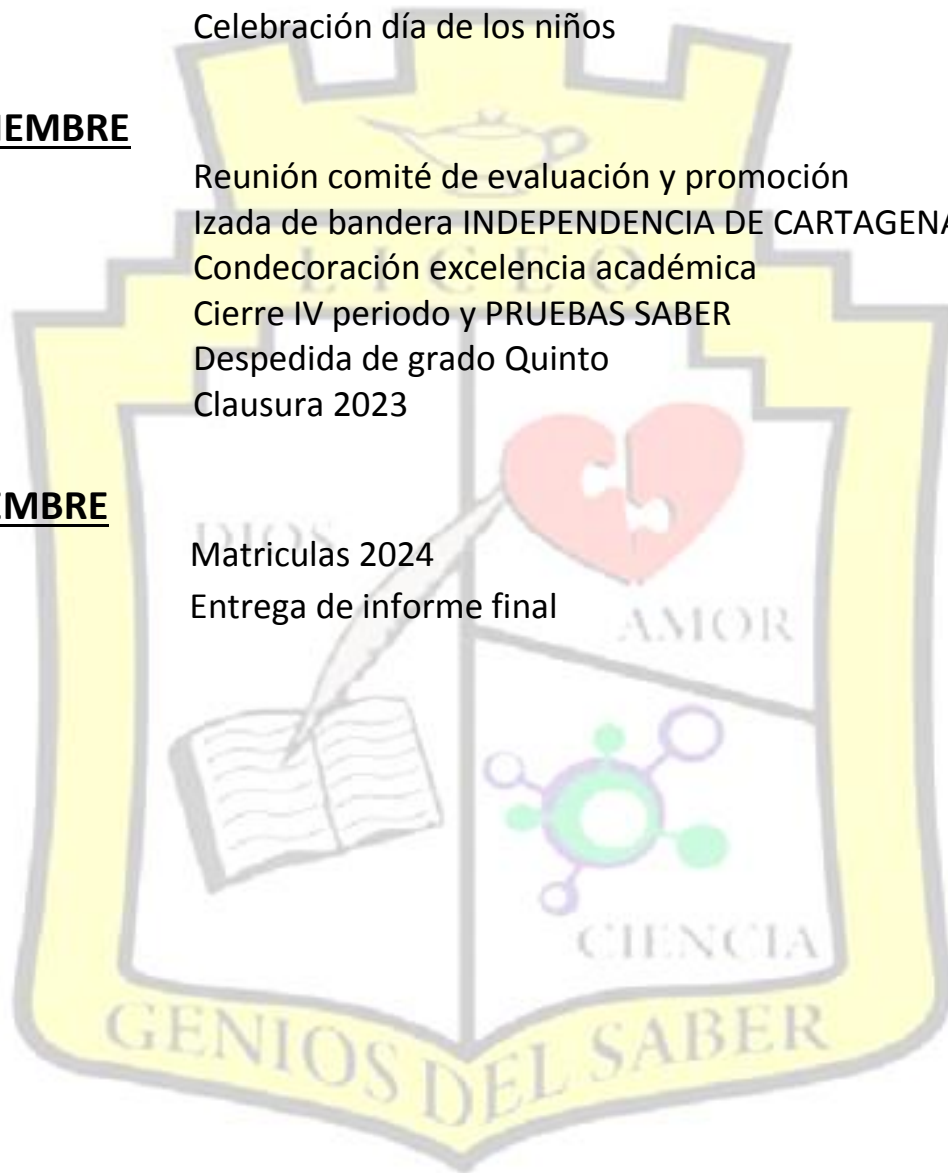 Celebración día de los niños
IEMBRE
Reunión comité de evaluación y promoción
Izada de bandera INDEPENDENCIA DE CARTAGENA
Condecoración excelencia académica
Cierre IV periodo y PRUEBAS SABER
Despedida de grado Quinto
Clausura 2023
EMBRE
Matriculas 2024
Entrega de informe final
LICEO
DIOS
AMOR
CIENCIA
GENIOS DEL SABER